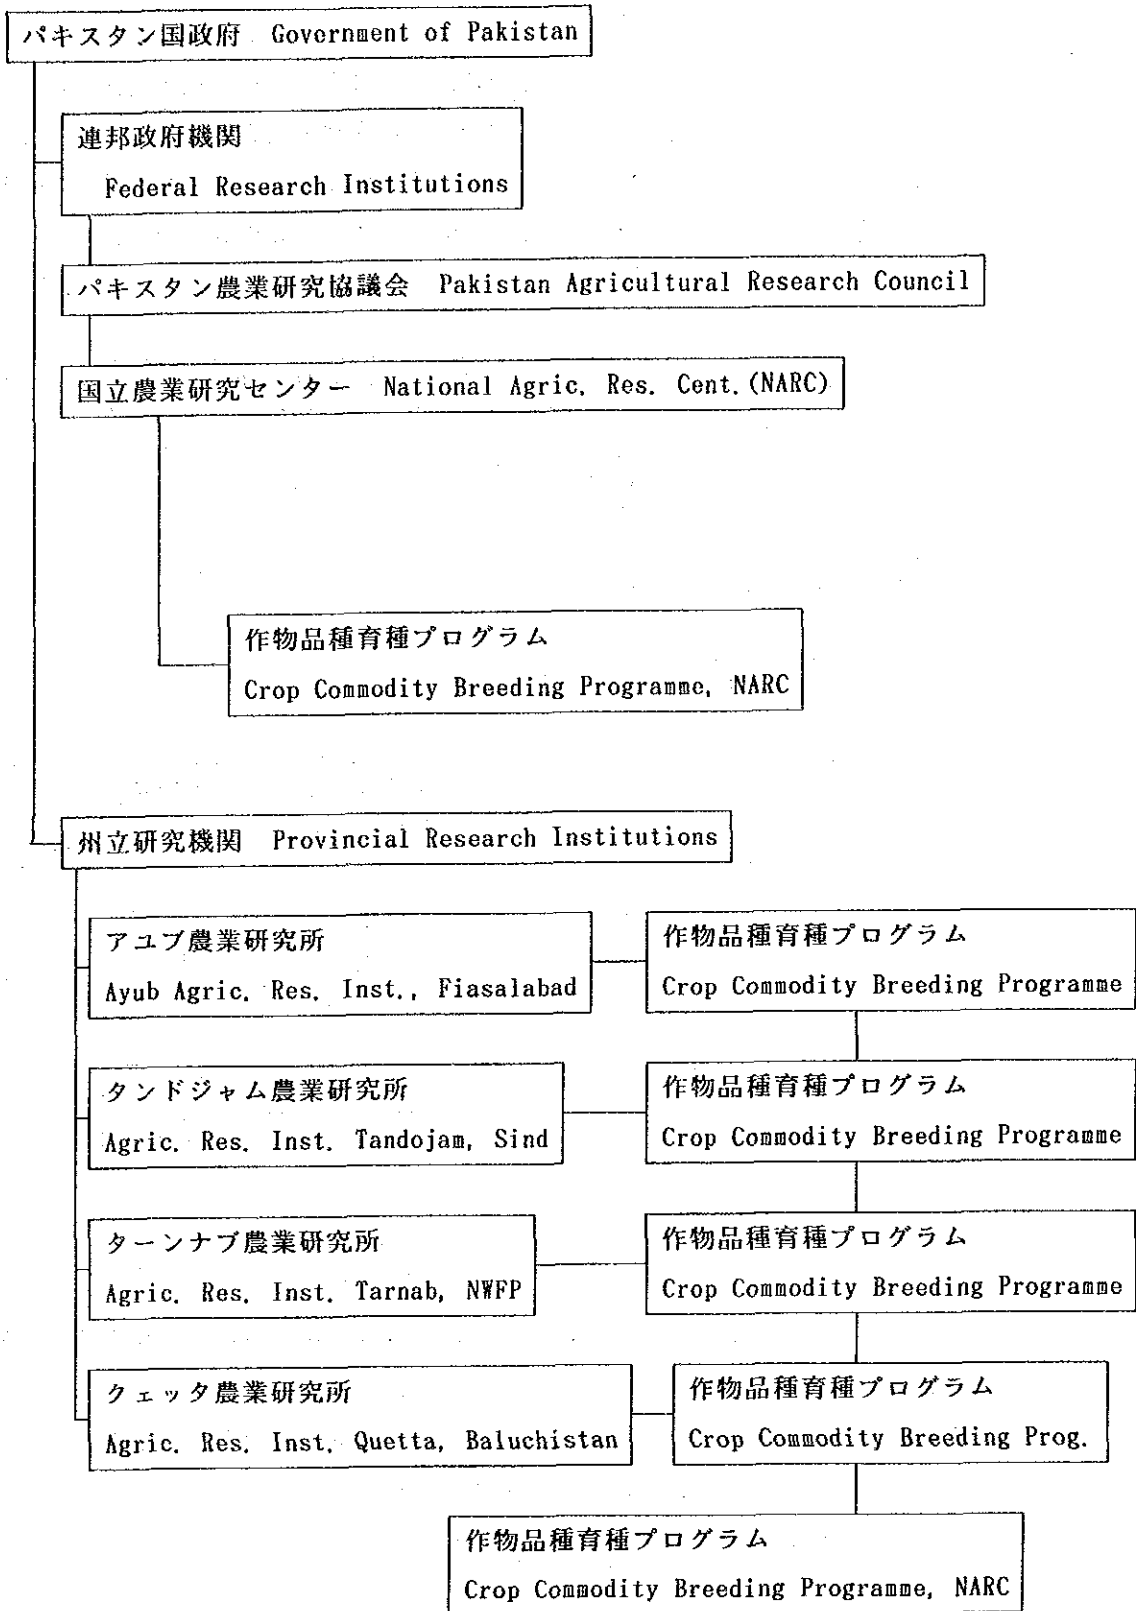 パキスタン国政府 Government of Pakistan
連邦政府機関
Federal Research Institutions
パキスタン農業研究協議会 Pakistan Agricultural Research Council
国立農業研究センター National Agric. Res. Cent.(NARC)
作物品種育種プログラム
Crop Commodity Breeding Programme, NARC
州立研究機関 Provincial Research Institutions
アユブ農業研究所
Ayub Agric. Res. Inst., Fiasalabad
作物品種育種プログラム
Crop Commodity Breeding Programme
タンドジャム農業研究所
Agric. Res. Inst. Tandojam, Sind
作物品種育種プログラム
Crop Commodity Breeding Programme
ターンナブ農業研究所
Agric. Res. Inst. Tarnab, NWFP
作物品種育種プログラム
Crop Commodity Breeding Programme
クェッタ農業研究所
Agric. Res. Inst. Quetta, Baluchistan
作物品種育種プログラム
Crop Commodity Breeding Prog.
作物品種育種プログラム
Crop Commodity Breeding Programme, NARC